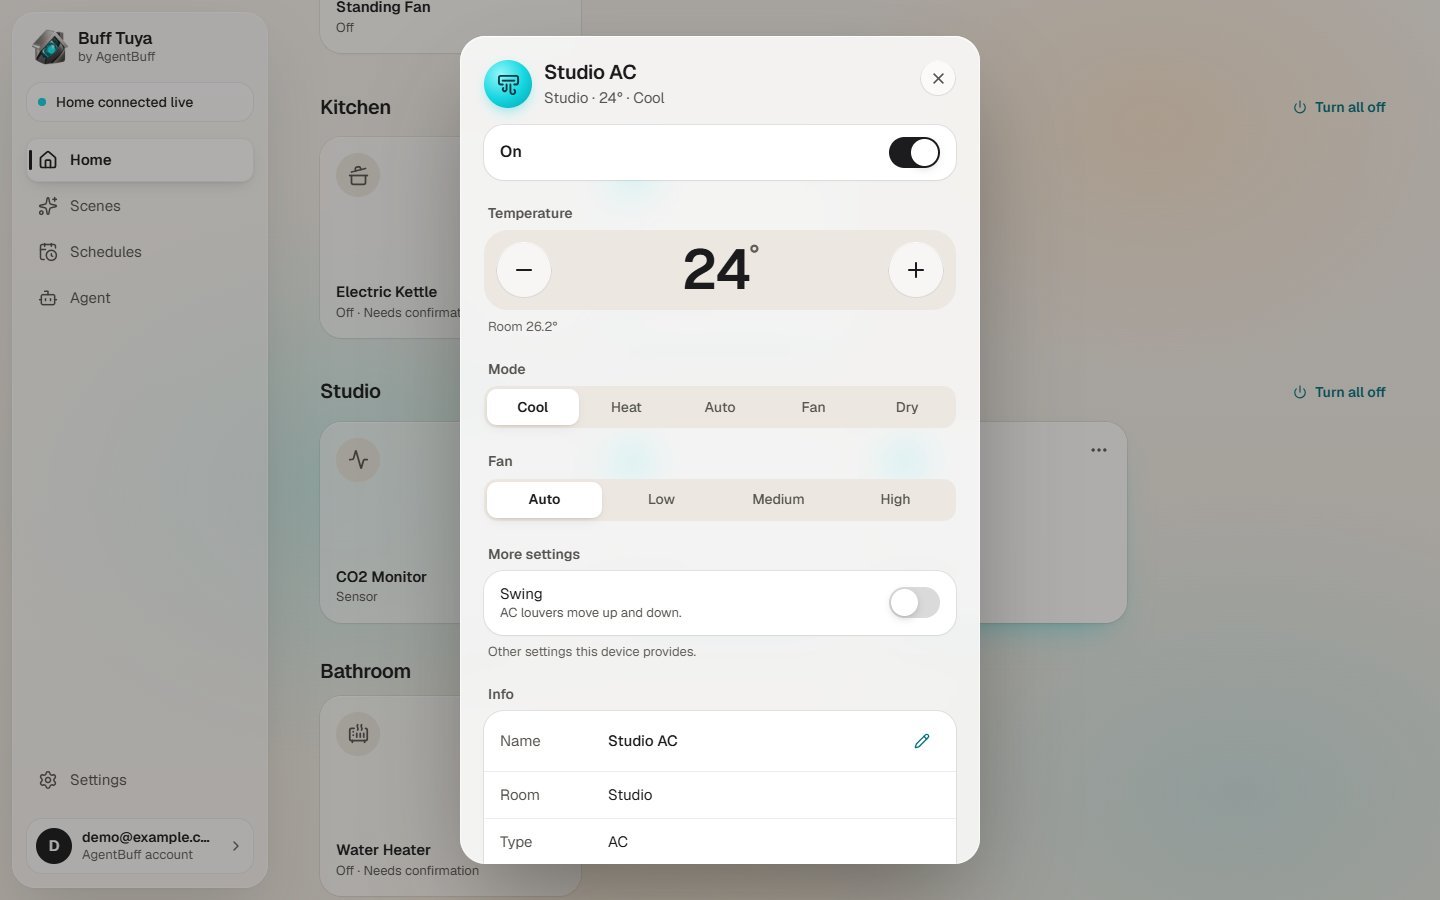 Buff Tuya
by AgentBuff
Home connected live
Home
Scenes
Schedules
Agent
Settings
D
demo@example.c...
AgentBuff account
Standing Fan
Off
Kitchen
Turn all off
Electric Kettle
Off · Needs confirmat
Studio
Turn all off
CO2 Monitor
Sensor
Bathroom
Water Heater
Off · Needs confirmation
Studio AC
Studio · 24° · Cool
On
Temperature
24°
Room 26.2°
Mode
Cool Heat Auto Fan Dry
Fan
Auto Low Medium High
More settings
Swing
AC louvers move up and down.
Other settings this device provides.
Info
Name Studio AC
Room Studio
Type AC